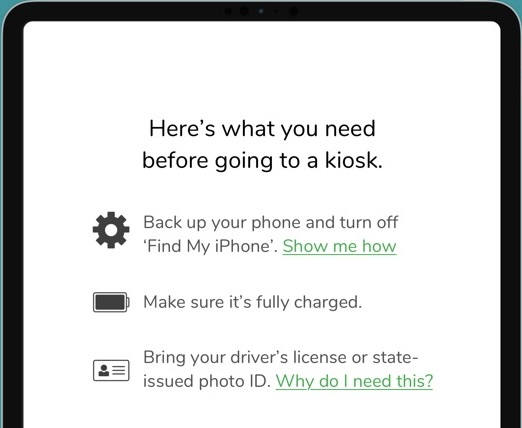 Here’s what you need
before going to a kiosk.
Back up your phone and turn off
‘Find My iPhone’. Show me how
Make sure it’s fully charged.
Bring your driver’s license or state-
issued photo ID. Why do I need this?